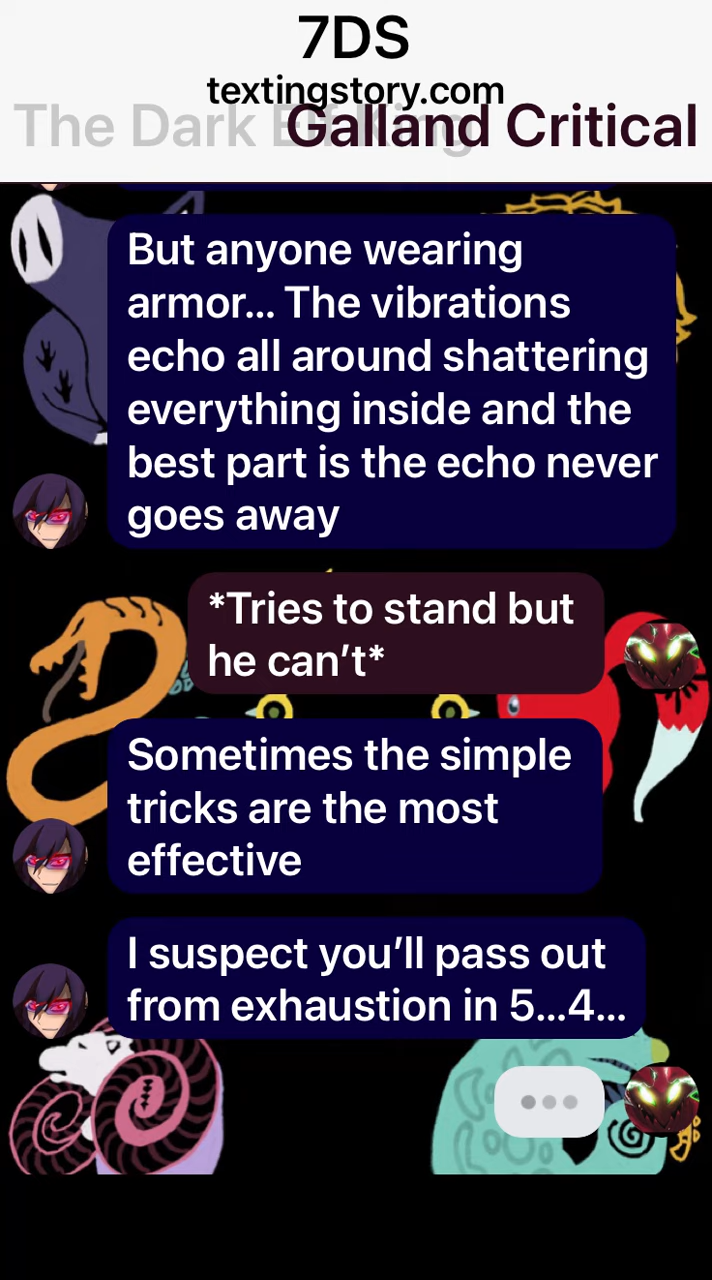 7DS
textingstory.com
The Dark Elf King
Galland Critical
But anyone wearing
armor... The vibrations
echo all around shattering
everything inside and the
best part is the echo never
goes away
*Tries to stand but
he can’t*
Sometimes the simple
tricks are the most
effective
I suspect you’ll pass out
from exhaustion in 5...4...